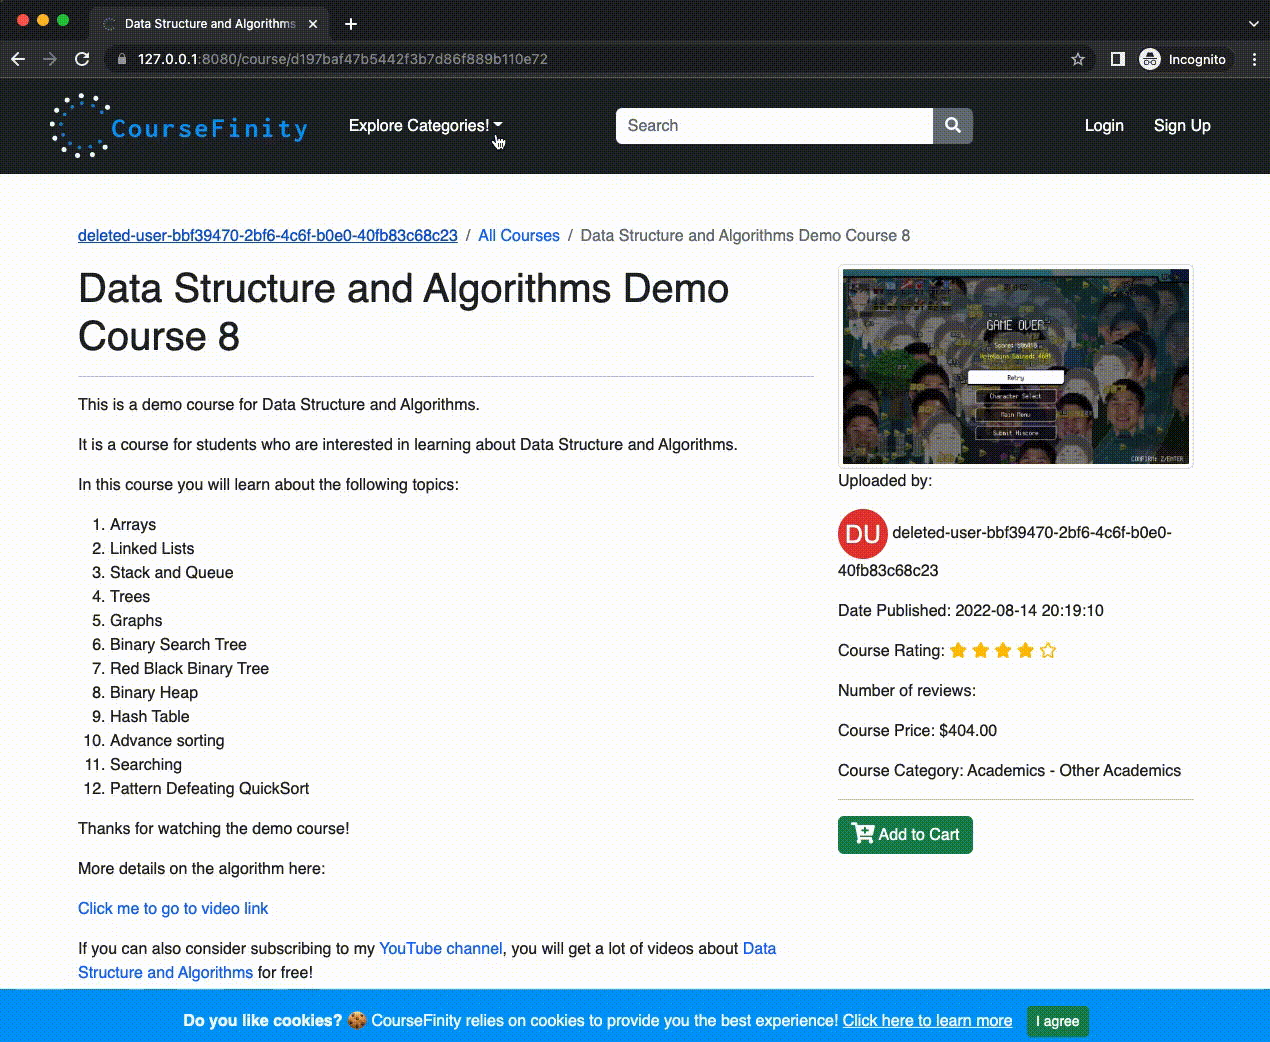 Data Structure and Algorithms
127.0.0.1:8080/course/d197baf47b5442f3b7d86f889b110e72
Incognito
CourseFinity
Explore Categories!
Search
Login
Sign Up
deleted-user-bbf39470-2bf6-4c6f-b0e0-40fb83c68c23 / All Courses / Data Structure and Algorithms Demo Course 8
Data Structure and Algorithms Demo
Course 8
This is a demo course for Data Structure and Algorithms.
It is a course for students who are interested in learning about Data Structure and Algorithms.
In this course you will learn about the following topics:
1. Arrays
2. Linked Lists
3. Stack and Queue
4. Trees
5. Graphs
6. Binary Search Tree
7. Red Black Binary Tree
8. Binary Heap
9. Hash Table
10. Advance sorting
11. Searching
12. Pattern Defeating QuickSort
Thanks for watching the demo course!
More details on the algorithm here:
Click me to go to video link
If you can also consider subscribing to my YouTube channel, you will get a lot of videos about Data
Structure and Algorithms for free!
GAME OVER
Retry
Character Select
Main Menu
CONFIRM: Z/ENTER
Uploaded by:
DU deleted-user-bbf39470-2bf6-4c6f-b0e0-
40fb83c68c23
Date Published: 2022-08-14 20:19:10
Course Rating:
Number of reviews:
Course Price: $404.00
Course Category: Academics - Other Academics
Add to Cart
Do you like cookies? 🍪 CourseFinity relies on cookies to provide you the best experience! Click here to learn more
I agree